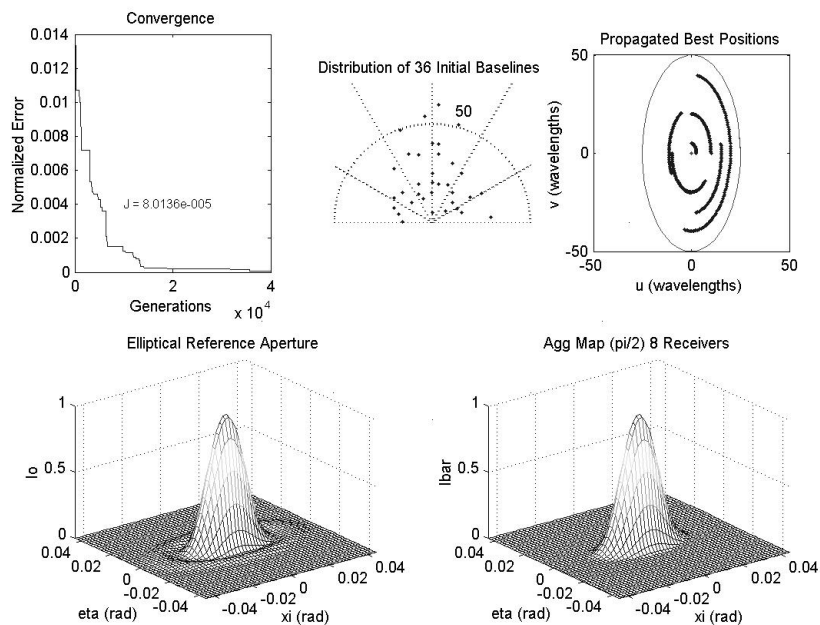 Convergence
0.014
0.012
0.01
0.008
0.006
0.004
0.002
0
Normalized Error
J = 8.0136e-005
0
2
4
Generations
x 10^4
Distribution of 36 Initial Baselines
50
Propagated Best Positions
50
0
-50
v (wavelengths)
-50
0
50
u (wavelengths)
Elliptical Reference Aperture
1
0.5
0
Io
0.04
0.02
0
-0.02
-0.04
eta (rad)
-0.04
-0.02
0
0.02
0.04
xi (rad)
Agg Map (pi/2) 8 Receivers
1
0.5
0
Ibar
0.04
0.02
0
-0.02
-0.04
eta (rad)
-0.04
-0.02
0
0.02
0.04
xi (rad)